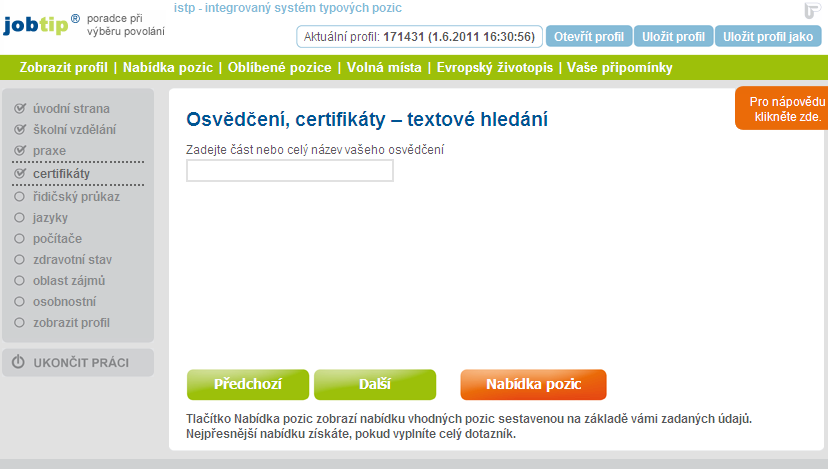 istp - integrovaný systém typových pozic
jobtip®
poradce při
výběru povolání
Aktuální profil: 171431 (1.6.2011 16:30:56)
Otevřít profil
Uložit profil
Uložit profil jako
Zobrazit profil | Nabídka pozic | Oblíbené pozice | Volná místa | Evropský životopis | Vaše připomínky
úvodní strana
školní vzdělání
praxe
certifikáty
řidičský průkaz
jazyky
počítače
zdravotní stav
oblast zájmů
osobnostní
zobrazit profil
UKONČIT PRÁCI
Osvědčení, certifikáty – textové hledání
Zadejte část nebo celý název vašeho osvědčení
Pro nápovědu
klikněte zde.
Předchozí
Další
Nabídka pozic
Tlačítko Nabídka pozic zobrazí nabídku vhodných pozic sestavenou na základě vámi zadaných údajů.
Nejpřesnější nabídku získáte, pokud vyplníte celý dotazník.